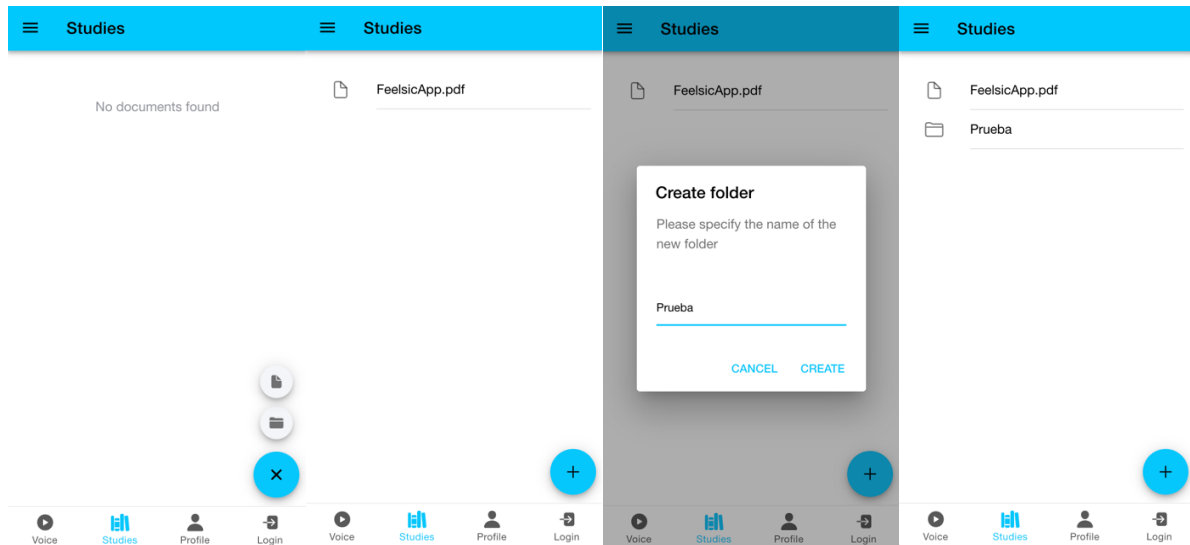 Studies
No documents found
Voice
Studies
Profile
Login
Studies
FeelsicApp.pdf
Voice
Studies
Profile
Login
Studies
FeelsicApp.pdf
Create folder
Please specify the name of the
new folder
Prueba
CANCEL CREATE
Voice
Studies
Profile
Login
Studies
FeelsicApp.pdf
Prueba
Voice
Studies
Profile
Login